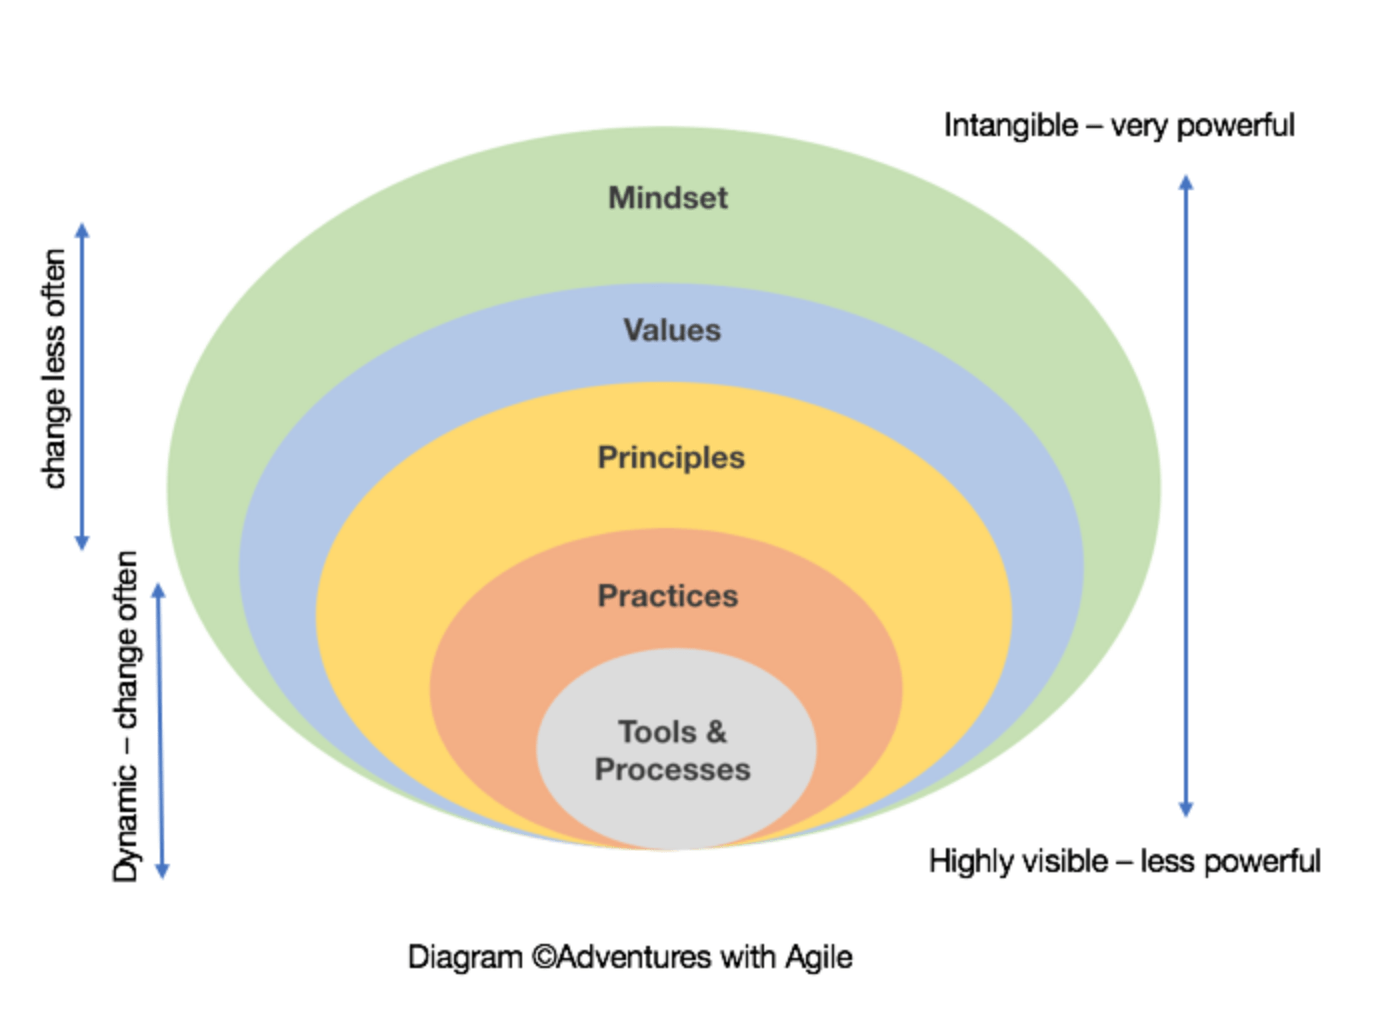 Intangible – very powerful
Mindset
change less often
Values
Principles
Dynamic – change often
Practices
Tools &
Processes
Highly visible – less powerful
Diagram ©Adventures with Agile